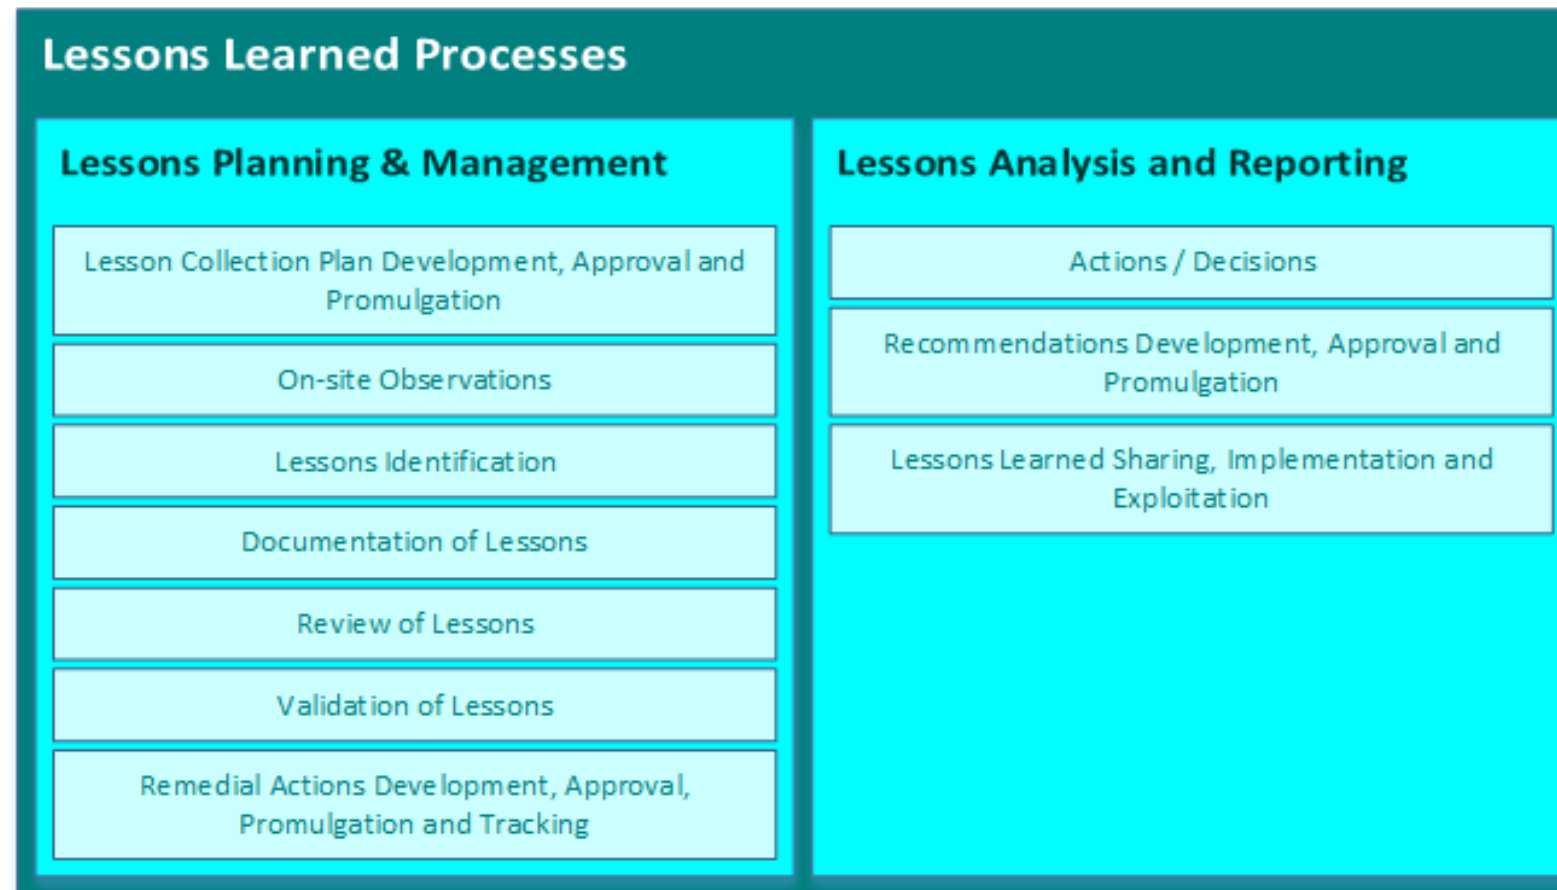 Lessons Learned Processes
Lessons Planning & Management
Lesson Collection Plan Development, Approval and
Promulgation
On-site Observations
Lessons Identification
Documentation of Lessons
Review of Lessons
Validation of Lessons
Remedial Actions Development, Approval,
Promulgation and Tracking
Lessons Analysis and Reporting
Actions / Decisions
Recommendations Development, Approval and
Promulgation
Lessons Learned Sharing, Implementation and
Exploitation